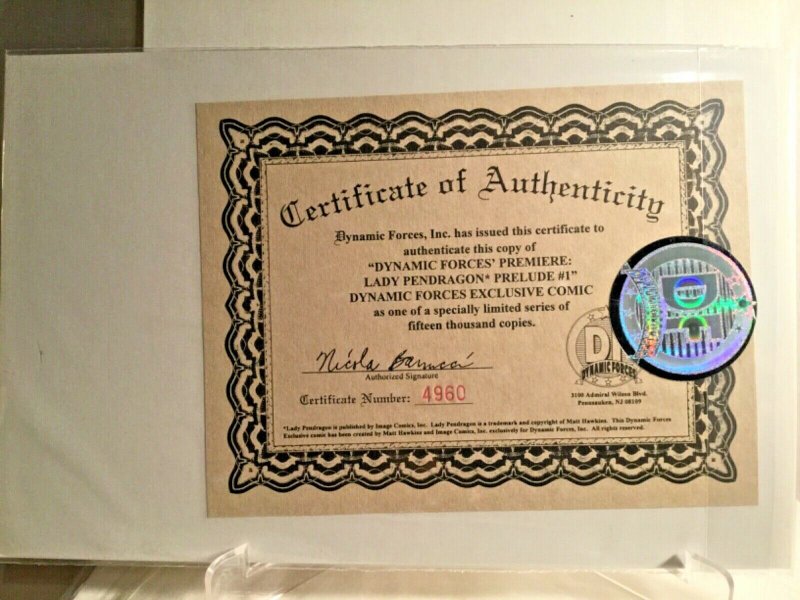 Certificate of Authenticity
Dynamic Forces, Inc. has issued this certificate to
authenticate this copy of
"DYNAMIC FORCES' PREMIERE:
LADY PENDRAGON* PRELUDE #1"
DYNAMIC FORCES EXCLUSIVE COMIC
as one of a specially limited series of
fifteen thousand copies.
Nicola Barrucci
Authorized Signature
Certificate Number: 4960
DF
DYNAMIC FORCES
3100 Admiral Wilson Blvd.
Pennsauken, NJ 08109
*Lady Pendragon is published by Image Comics, Inc. Lady Pendragon is a trademark and copyright of Matt Hawkins. This Dynamic Forces
Exclusive comic has been created by Matt Hawkins and Image Comics, Inc. exclusively for Dynamic Forces, Inc. All rights reserved.